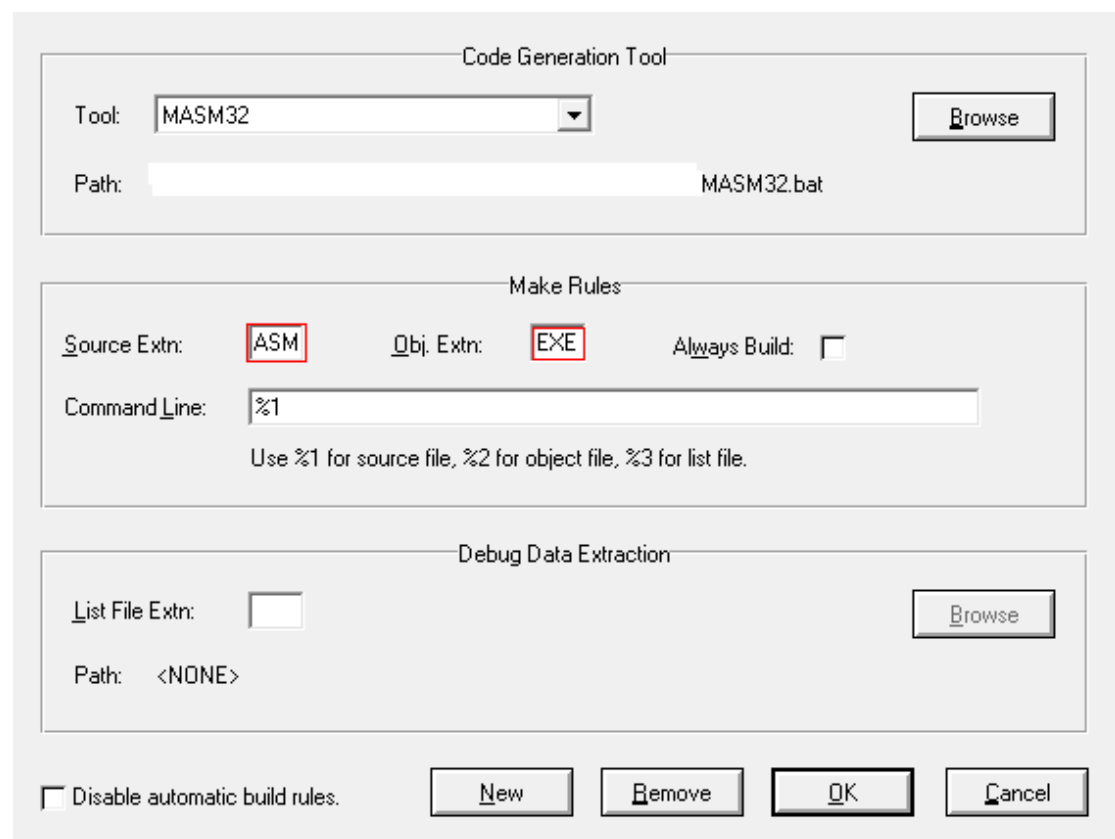 Code Generation Tool
Tool: MASM32 Browse
Path: MASM32.bat
Make Rules
Source Extn: ASM Obj. Extn: EXE Always Build:
Command Line: %1
Use %1 for source file, %2 for object file, %3 for list file.
Debug Data Extraction
List File Extn: Browse
Path: <NONE>
Disable automatic build rules. New Remove OK Cancel